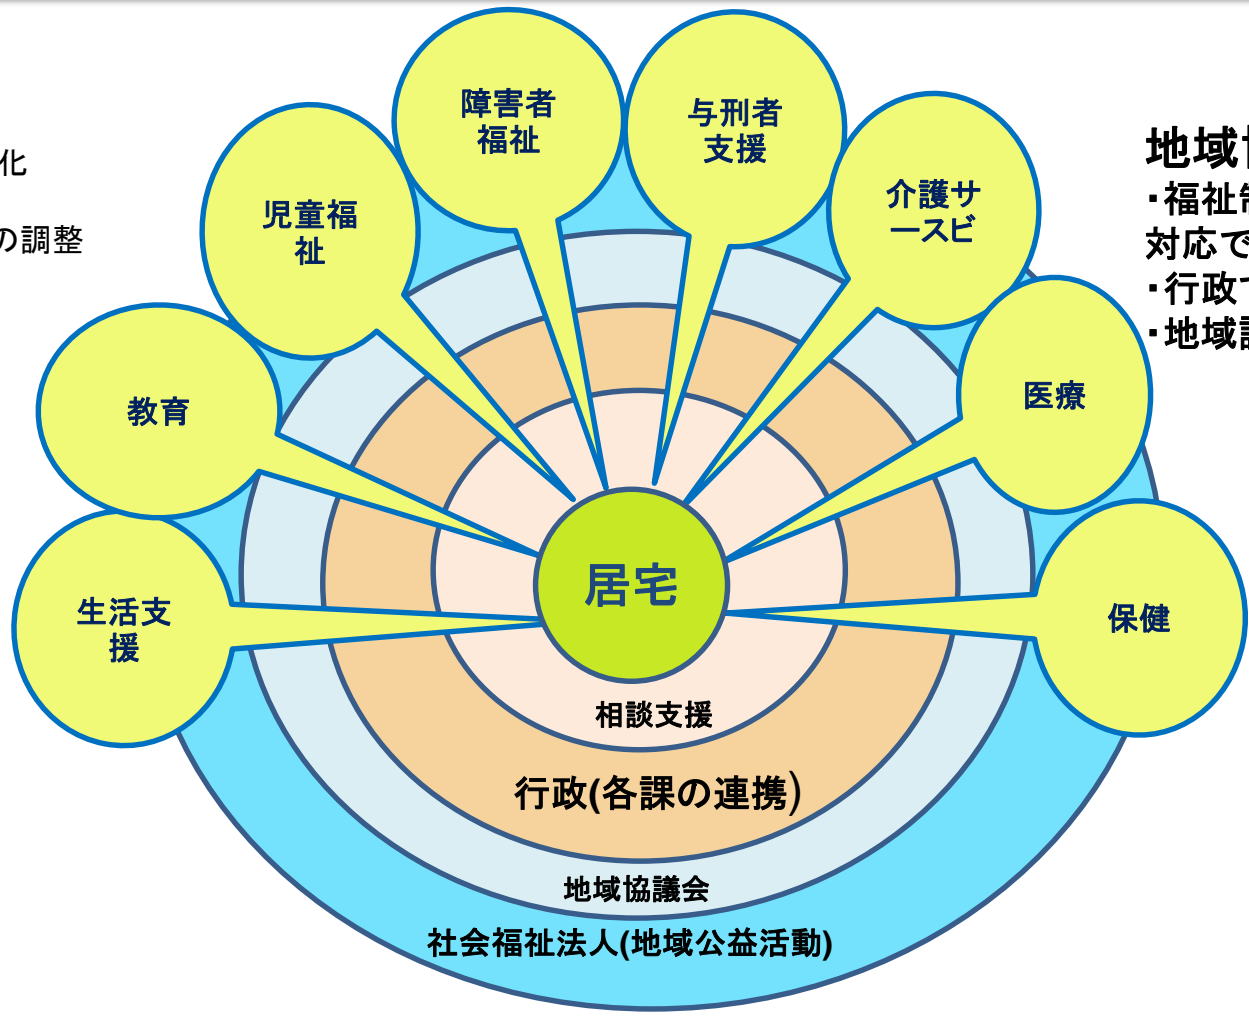 障害者
福祉
与刑者
支援
児童福
祉
介護サ
ースビ
教育
医療
生活支
援
保健
居宅
相談支援
行政(各課の連携)
地域協議会
社会福祉法人(地域公益活動)
化
の調整
地域
・福祉
対応で
・行政
・地域